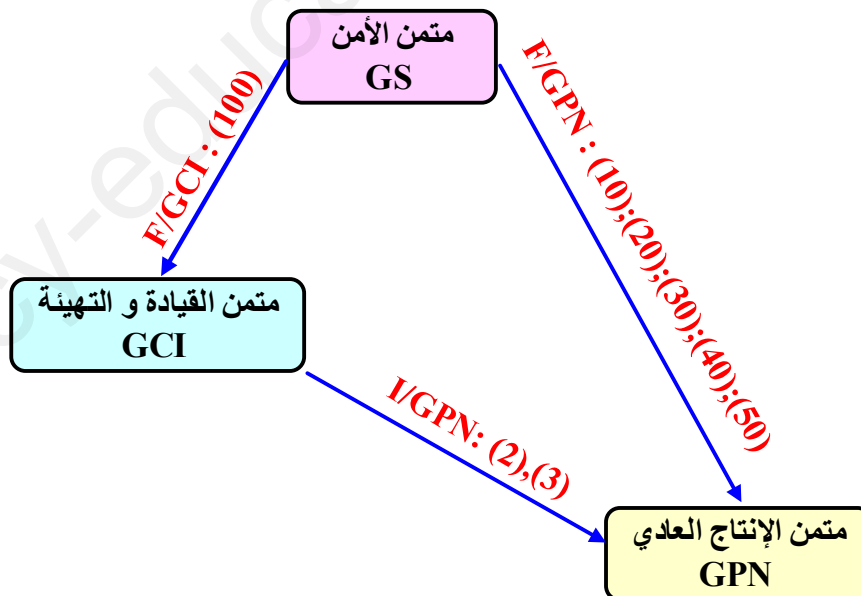 متمن الأمن
GS
F/GCI : (100)
F/GPN : (10);(20);(30);(40);(50)
متمن القيادة و التهيئة
GCI
I/GPN: (2),(3)
متمن الإنتاج العادي
GPN